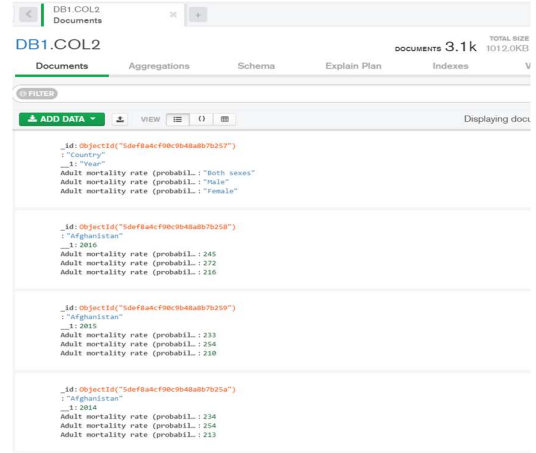 DB1.COL2
Documents
DB1.COL2
DOCUMENTS 3.1k TOTAL SIZE 1012.0KB
Documents Aggregations Schema Explain Plan Indexes V
FILTER
ADD DATA VIEW Displaying docu
_id: ObjectId("5def8a4cf90c9b48a8b7b257")
: "Country"
__1: "Year"
Adult mortality rate (probabil… : "Both sexes"
Adult mortality rate (probabil… : "Male"
Adult mortality rate (probabil… : "Female"
_id: ObjectId("5def8a4cf90c9b48a8b7b258")
: "Afghanistan"
__1: 2016
Adult mortality rate (probabil… : 245
Adult mortality rate (probabil… : 272
Adult mortality rate (probabil… : 216
_id: ObjectId("5def8a4cf90c9b48a8b7b259")
: "Afghanistan"
__1: 2015
Adult mortality rate (probabil… : 233
Adult mortality rate (probabil… : 254
Adult mortality rate (probabil… : 210
_id: ObjectId("5def8a4cf90c9b48a8b7b25a")
: "Afghanistan"
__1: 2014
Adult mortality rate (probabil… : 234
Adult mortality rate (probabil… : 254
Adult mortality rate (probabil… : 213